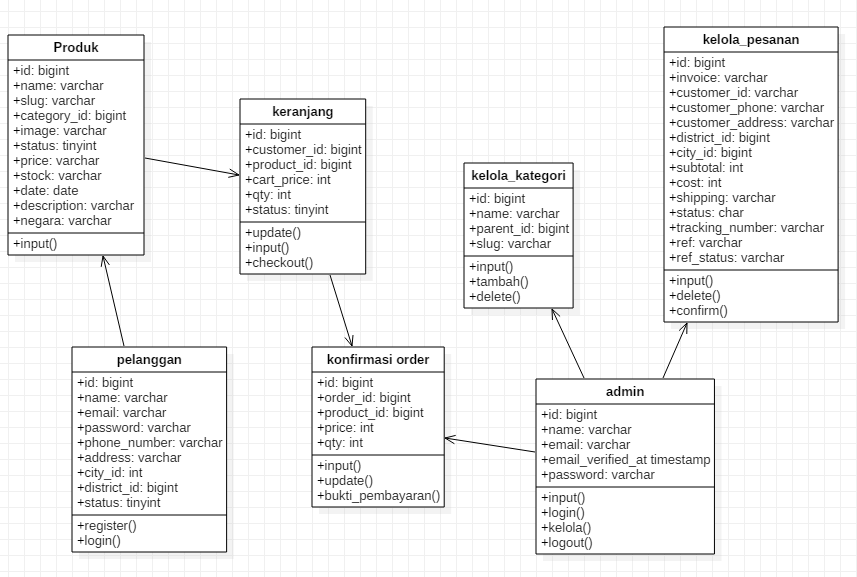 Produk
+id: bigint
+name: varchar
+slug: varchar
+category_id: bigint
+image: varchar
+status: tinyint
+price: varchar
+stock: varchar
+date: date
+description: varchar
+negara: varchar
+input()
keranjang
+id: bigint
+customer_id: bigint
+product_id: bigint
+cart_price: int
+qty: int
+status: tinyint
+update()
+input()
+checkout()
kelola_kategori
+id: bigint
+name: varchar
+parent_id: bigint
+slug: varchar
+input()
+tambah()
+delete()
kelola_pesanan
+id: bigint
+invoice: varchar
+customer_id: varchar
+customer_phone: varchar
+customer_address: varchar
+district_id: bigint
+city_id: bigint
+subtotal: int
+cost: int
+shipping: varchar
+status: char
+tracking_number: varchar
+ref: varchar
+ref_status: varchar
+input()
+delete()
+confirm()
pelanggan
+id: bigint
+name: varchar
+email: varchar
+password: varchar
+phone_number: varchar
+address: varchar
+city_id: int
+district_id: bigint
+status: tinyint
+register()
+login()
konfirmasi order
+id: bigint
+order_id: bigint
+product_id: bigint
+price: int
+qty: int
+input()
+update()
+bukti_pembayaran()
admin
+id: bigint
+name: varchar
+email: varchar
+email_verified_at timestamp
+password: varchar
+input()
+login()
+kelola()
+logout()